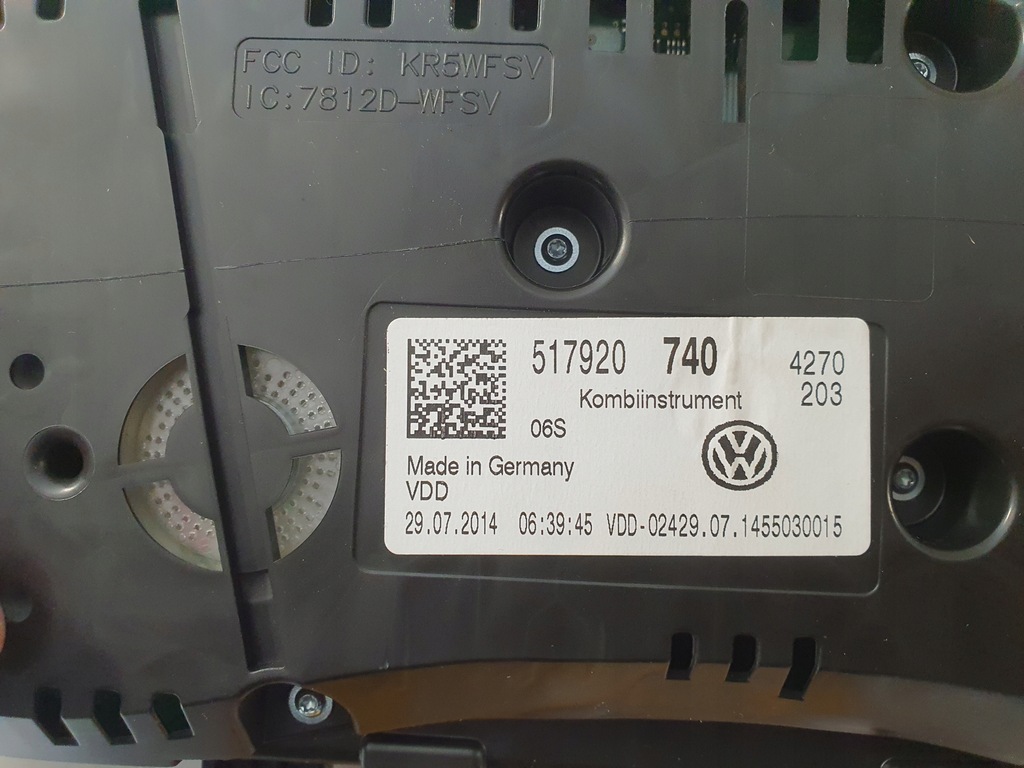 FCC ID: KR5WFSV
IC:7812D-WFSV
517920 740 4270
Kombiinstrument 203
06S
Made in Germany
VDD
29.07.2014 06:39:45 VDD-02429.07.1455030015